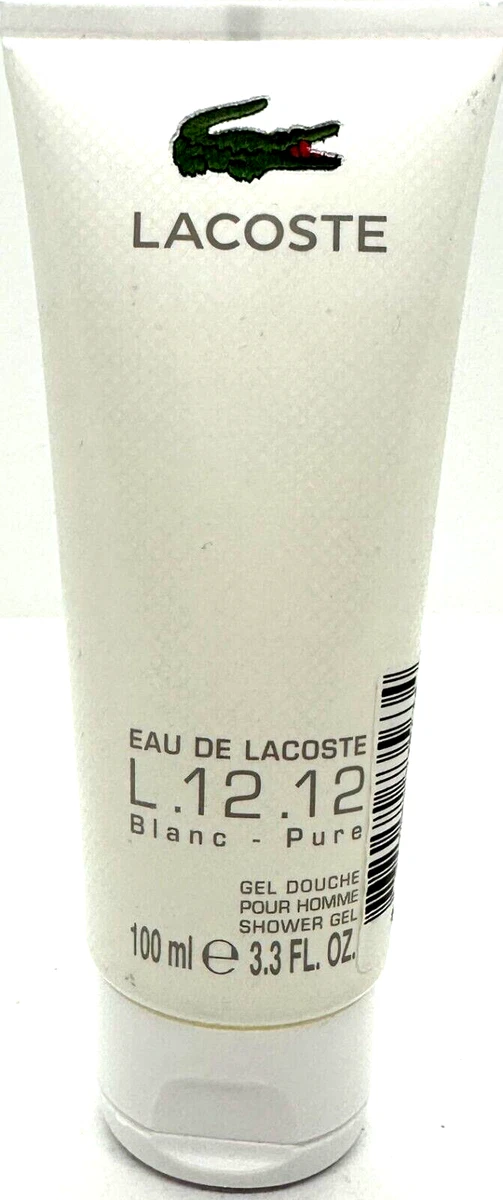 LACOSTE
EAU DE LACOSTE
L.12.12
Blanc - Pure
GEL DOUCHE
POUR HOMME
SHOWER GEL
100 ml ℮ 3.3 FL. OZ.